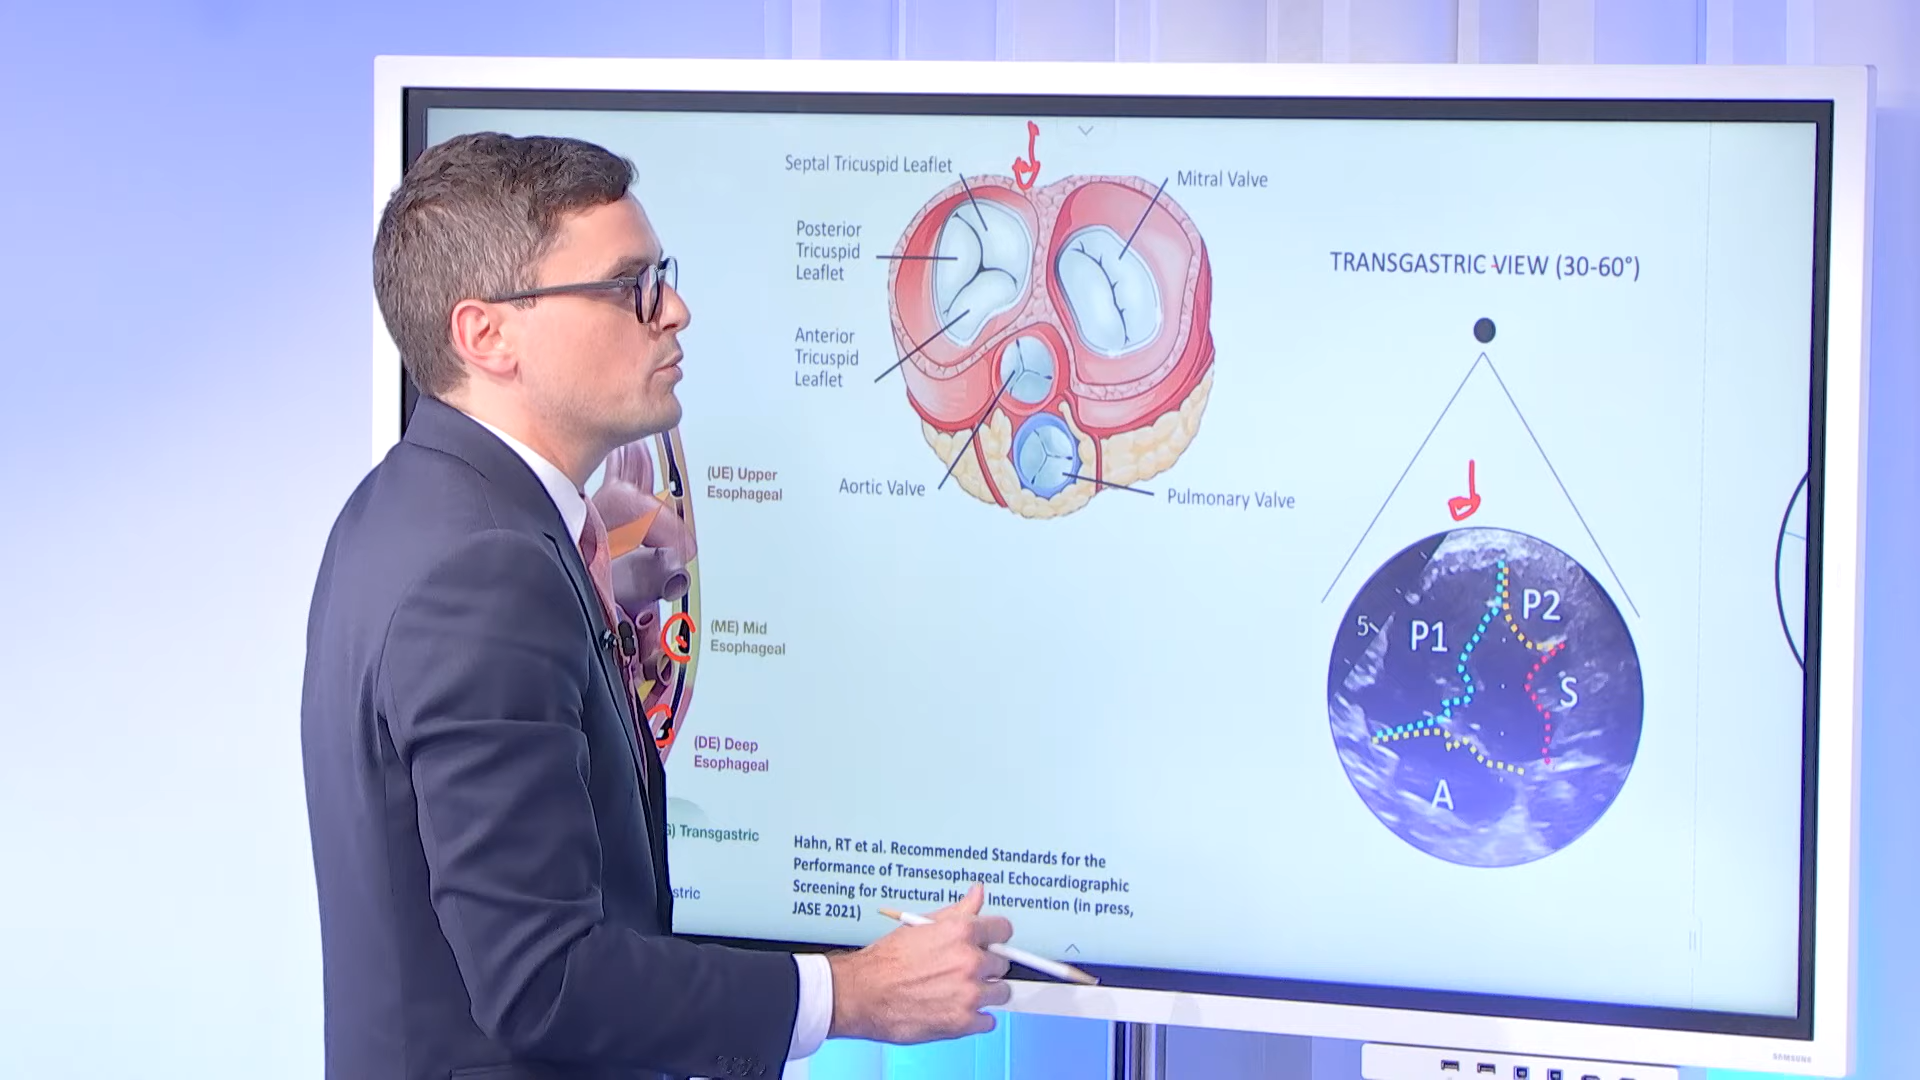 Septal Tricuspid Leaflet
Mitral Valve
Posterior
Tricuspid
Leaflet
Anterior
Tricuspid
Leaflet
Aortic Valve
Pulmonary Valve
TRANSGASTRIC VIEW (30-60°)
(UE) Upper
Esophageal
(ME) Mid
Esophageal
(DE) Deep
Esophageal
G) Transgastric
stric
5
P1
P2
S
A
Hahn, RT et al. Recommended Standards for the
Performance of Transesophageal Echocardiographic
Screening for Structural Intervention (in press,
JASE 2021)
SAMSUNG